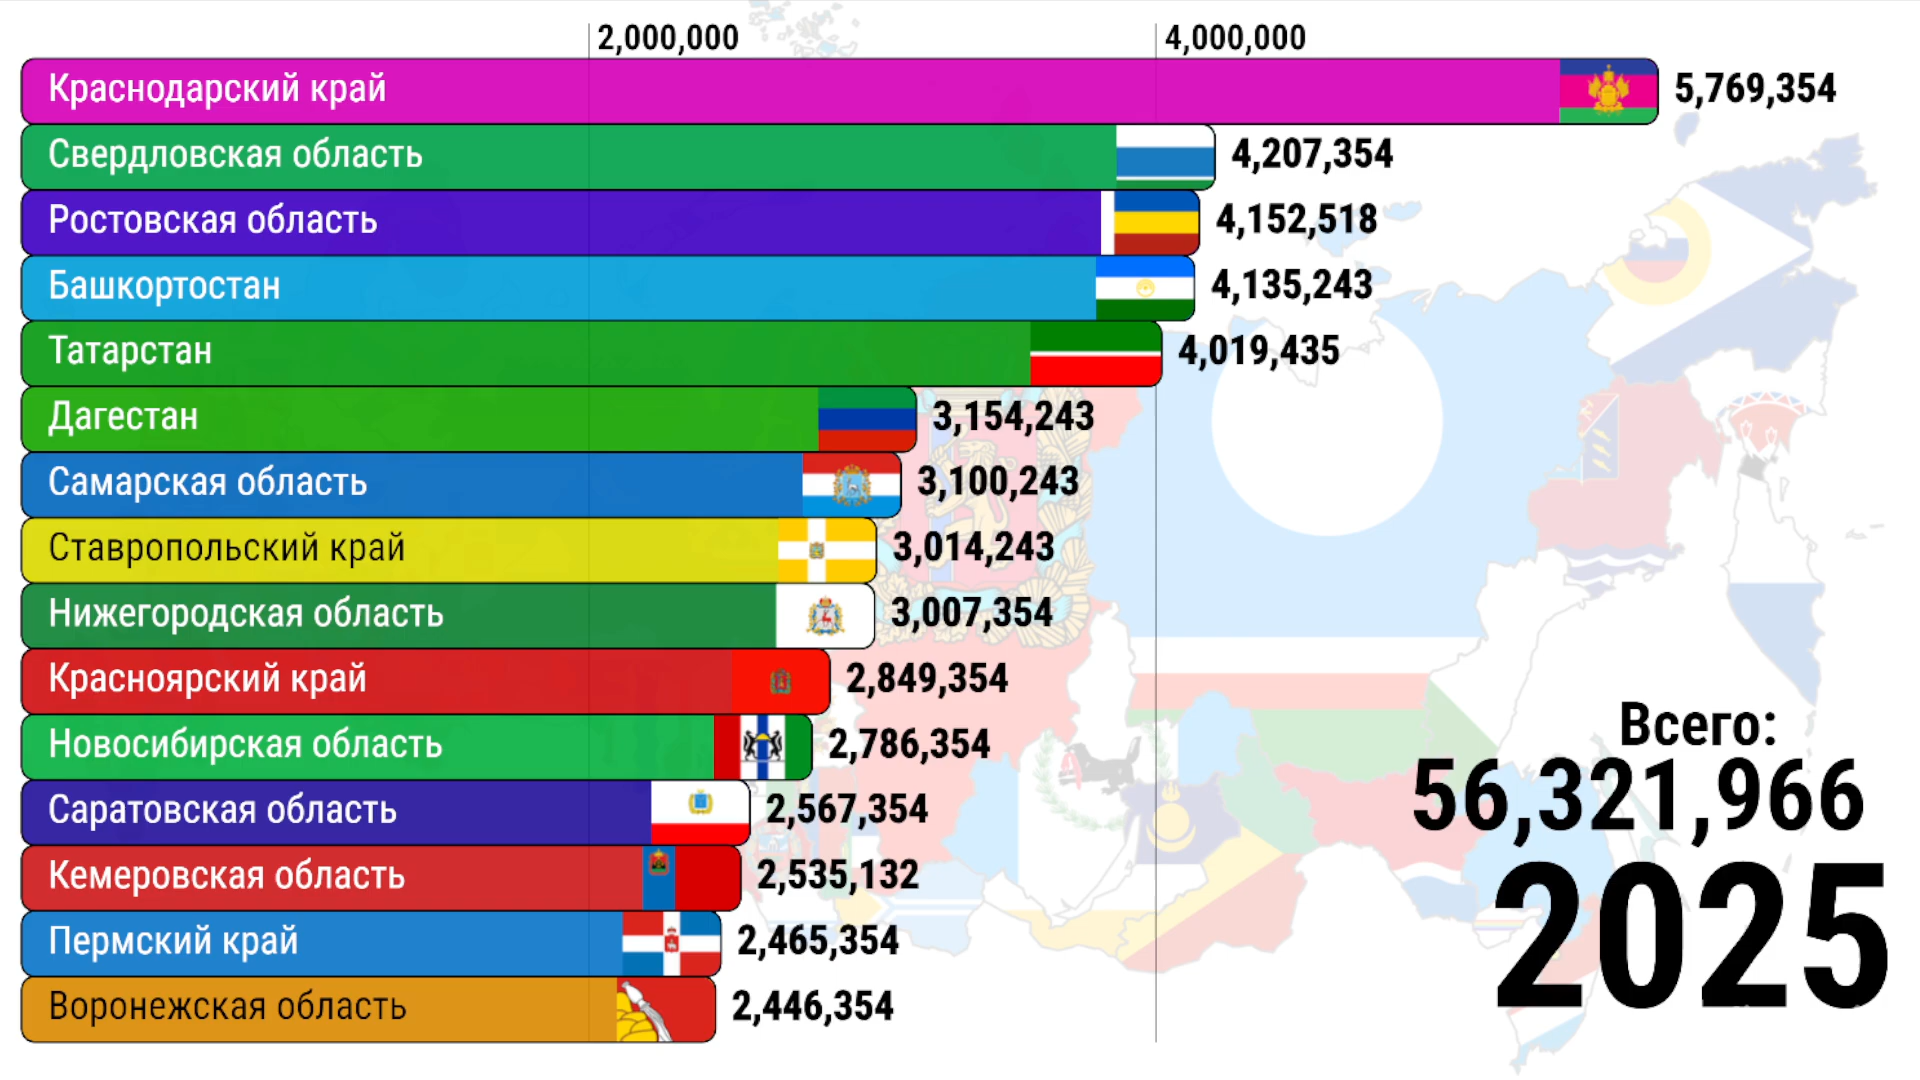 2,000,000 4,000,000
Краснодарский край 5,769,354
Свердловская область 4,207,354
Ростовская область 4,152,518
Башкортостан 4,135,243
Татарстан 4,019,435
Дагестан 3,154,243
Самарская область 3,100,243
Ставропольский край 3,014,243
Нижегородская область 3,007,354
Красноярский край 2,849,354
Новосибирская область 2,786,354
Саратовская область 2,567,354
Кемеровская область 2,535,132
Пермский край 2,465,354
Воронежская область 2,446,354
Всего:
56,321,966
2025